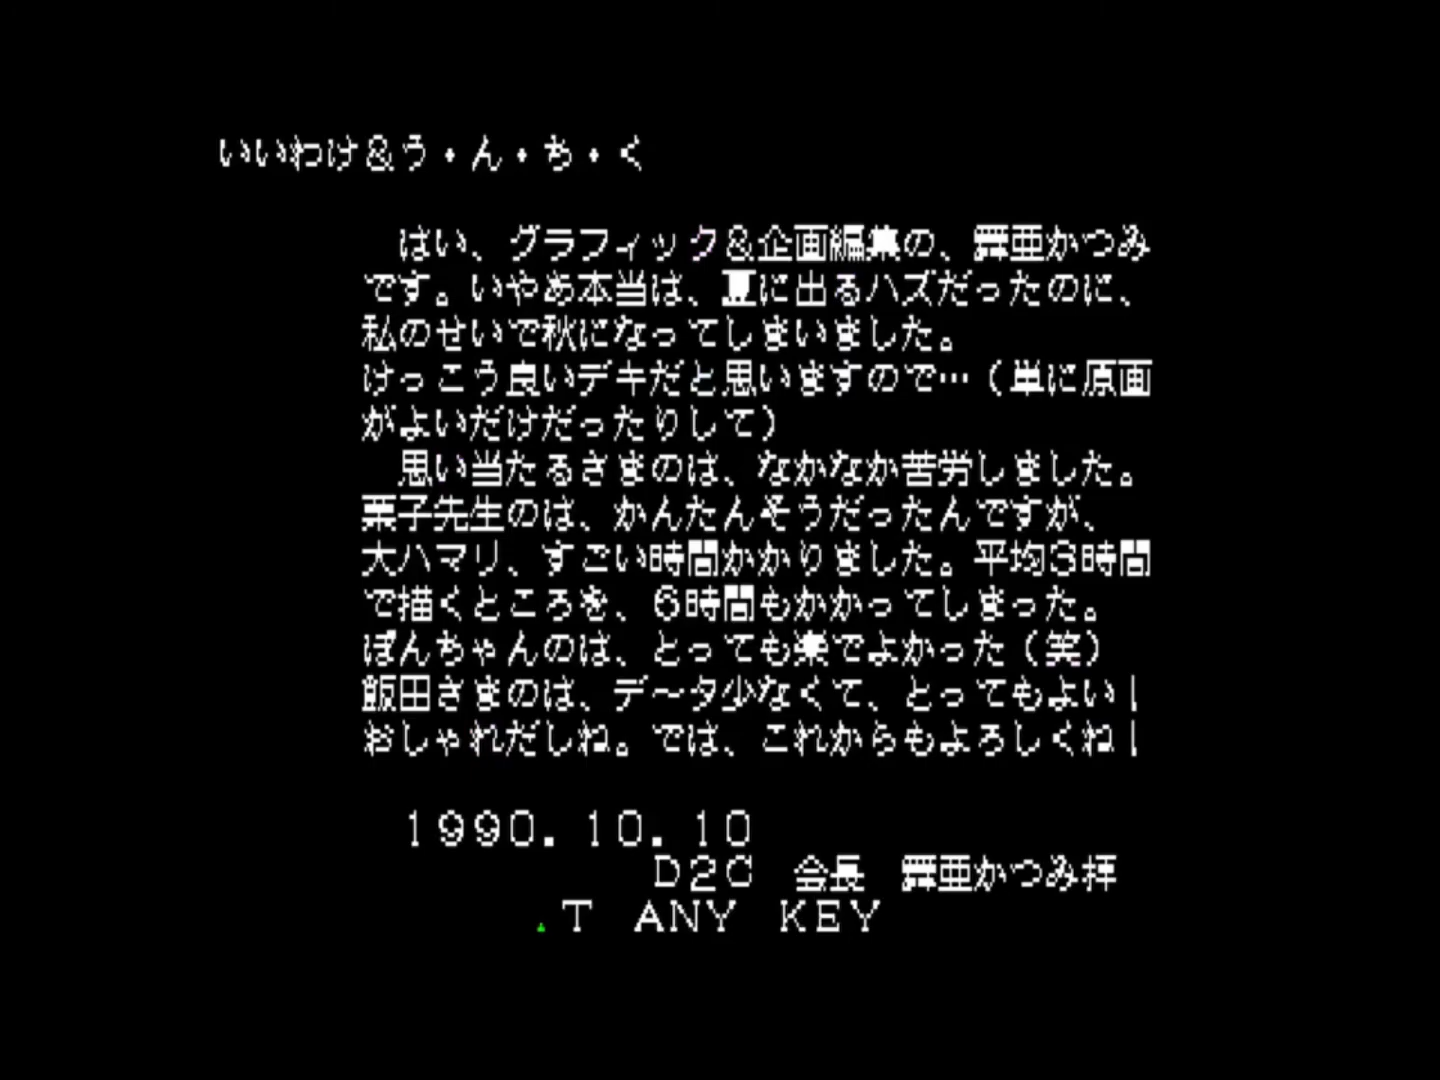 いいわけ&う・ん・ち・く
はい、グラフィック&企画編集の、舞亜かつみ
です。いやあ本当は、夏に出るハズだったのに、
私のせいで秋になってしまいました。
けっこう良いデキだと思いますので…(単に原画
がよいだけだったりして)
思い当たるさまのは、なかなか苦労しました。
栗子先生のは、かんたんそうだったんですが、
大ハマリ、すごい時間かかりました。平均3時間
で描くところを、6時間もかかってしまった。
ぽんちゃんのは、とっても楽でよかった(笑)
飯田さまのは、データ少なくて、とってもよい!
おしゃれだしね。では、これからもよろしくね!
1990.10.10
D2C 会長 舞亜かつみ拝
.T ANY KEY